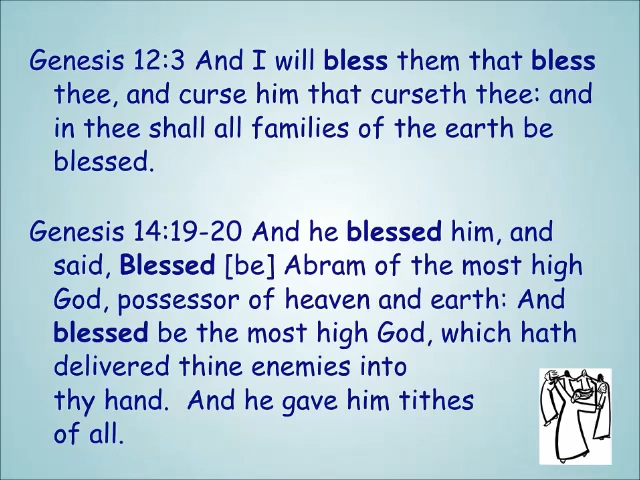 Genesis 12:3 And I will bless them that bless
thee, and curse him that curseth thee: and
in thee shall all families of the earth be
blessed.
Genesis 14:19-20 And he blessed him, and
said, Blessed [be] Abram of the most high
God, possessor of heaven and earth: And
blessed be the most high God, which hath
delivered thine enemies into
thy hand.  And he gave him tithes
of all.